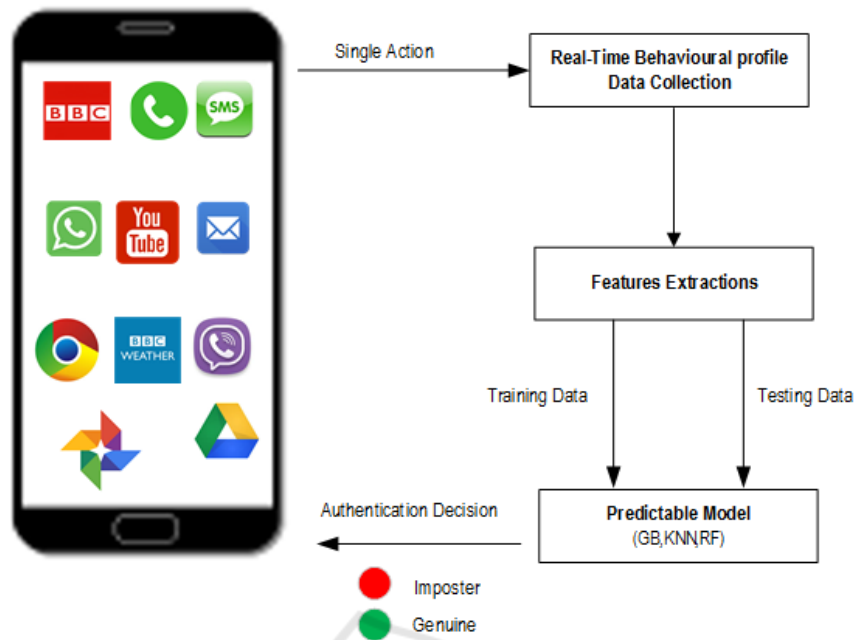 Single Action
Real-Time Behavioural profile
Data Collection
BBC
SMS
You
Tube
Features Extractions
BBC
WEATHER
Training Data
Testing Data
Authentication Decision
Predictable Model
(GB,KNN,RF)
Imposter
Genuine